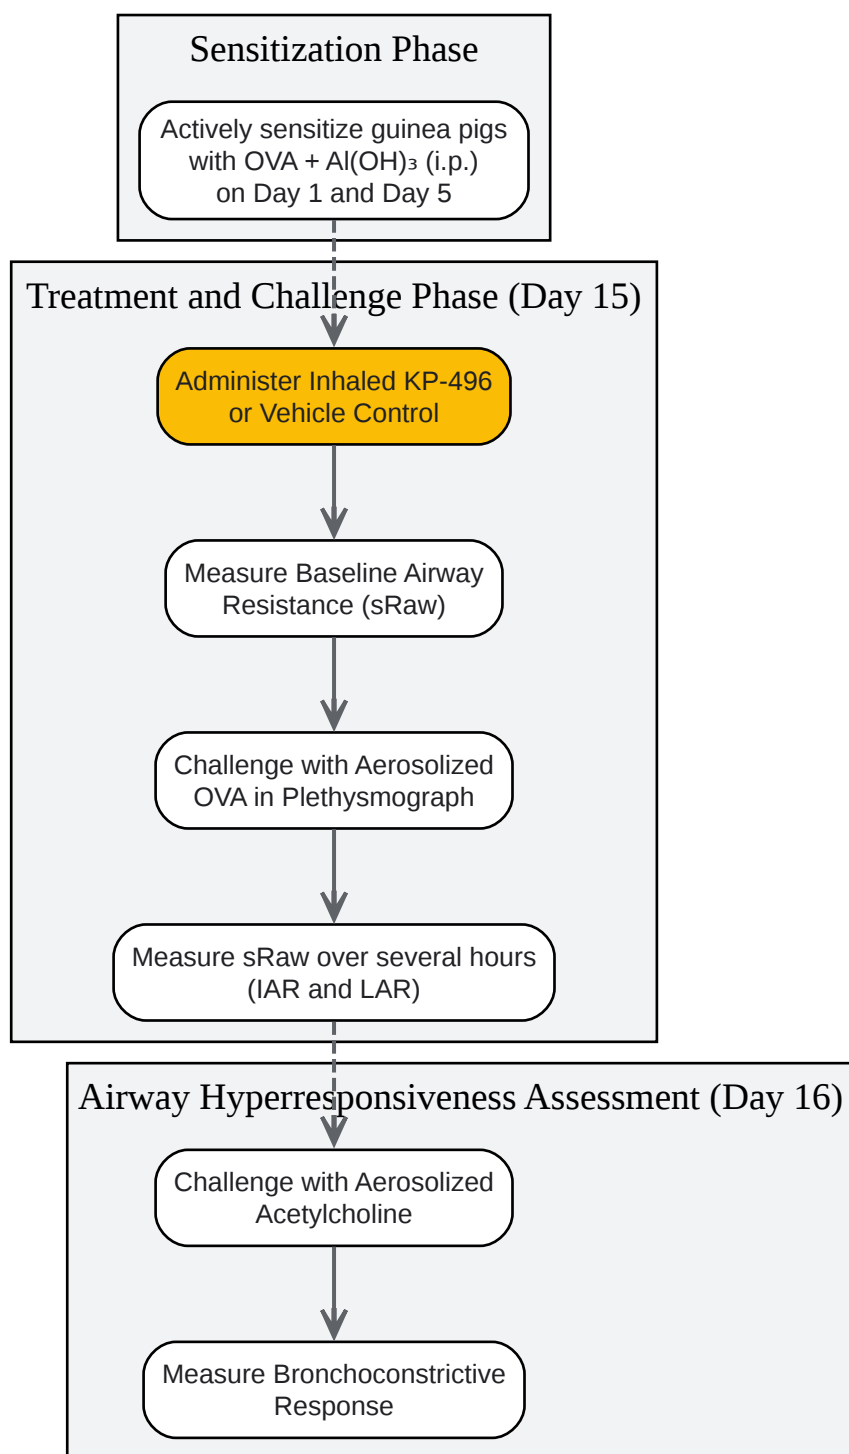 Sensitization Phase
Actively sensitize guinea pigs
with OVA + Al(OH)₃ (i.p.)
on Day 1 and Day 5
Treatment and Challenge Phase (Day 15)
Administer Inhaled KP-496
or Vehicle Control
Measure Baseline Airway
Resistance (sRaw)
Challenge with Aerosolized
OVA in Plethysmograph
Measure sRaw over several hours
(IAR and LAR)
Airway Hyperresponsiveness Assessment (Day 16)
Challenge with Aerosolized
Acetylcholine
Measure Bronchoconstrictive
Response